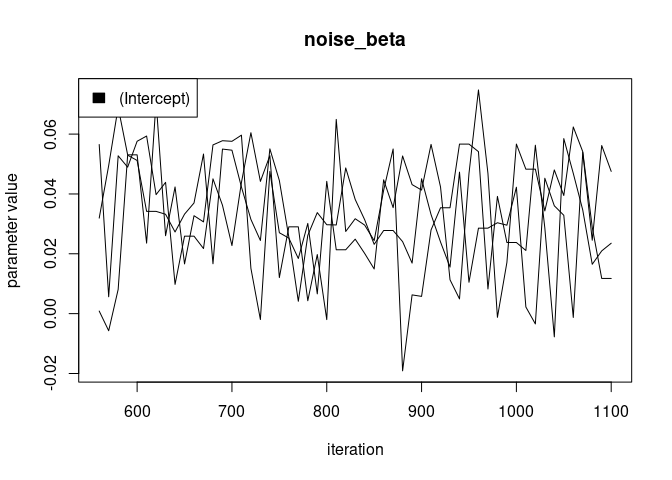 noise_beta
(Intercept)
0.06
0.04
0.02
0.00
-0.02
parameter value
600 700 800 900 1000 1100
iteration